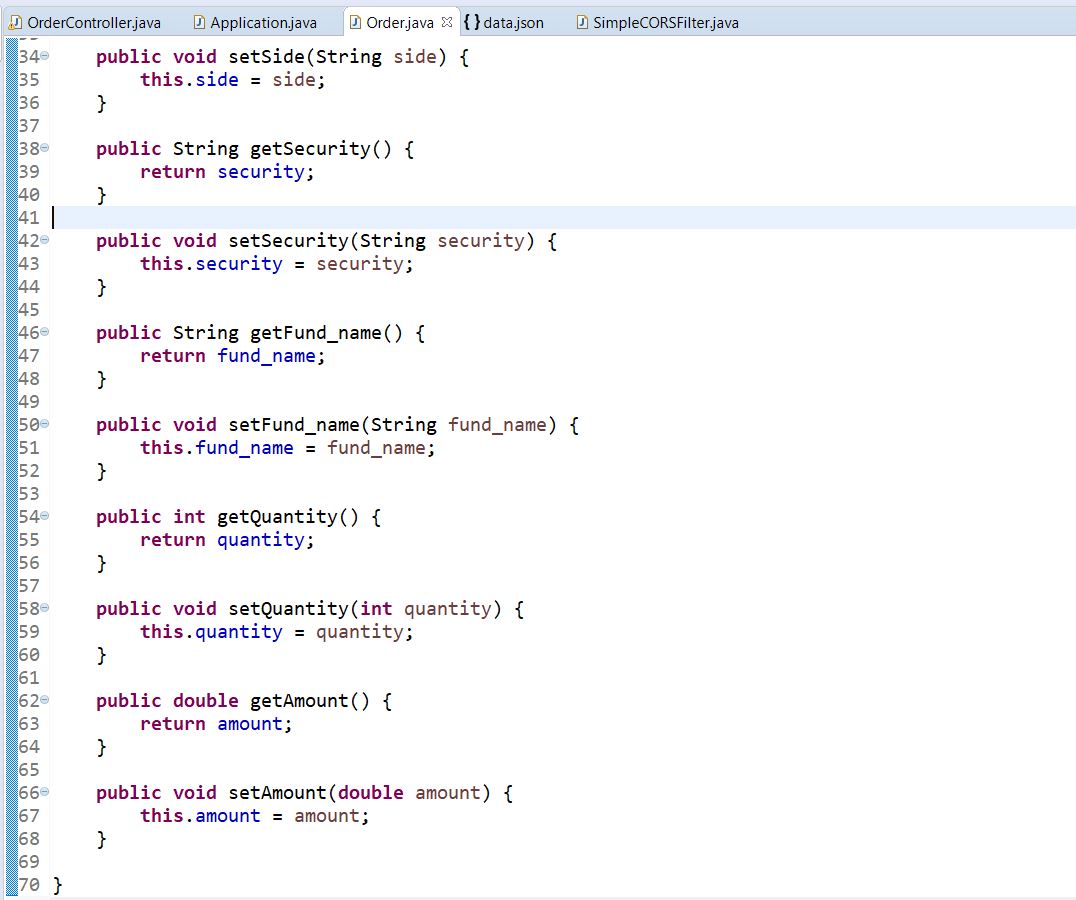 OrderController.java Application.java Order.java { } data.json SimpleCORSFilter.java
34 public void setSide(String side) {
35 this.side = side;
36 }
37
38 public String getSecurity() {
39 return security;
40 }
41
42 public void setSecurity(String security) {
43 this.security = security;
44 }
45
46 public String getFund_name() {
47 return fund_name;
48 }
49
50 public void setFund_name(String fund_name) {
51 this.fund_name = fund_name;
52 }
53
54 public int getQuantity() {
55 return quantity;
56 }
57
58 public void setQuantity(int quantity) {
59 this.quantity = quantity;
60 }
61
62 public double getAmount() {
63 return amount;
64 }
65
66 public void setAmount(double amount) {
67 this.amount = amount;
68 }
69
70 }